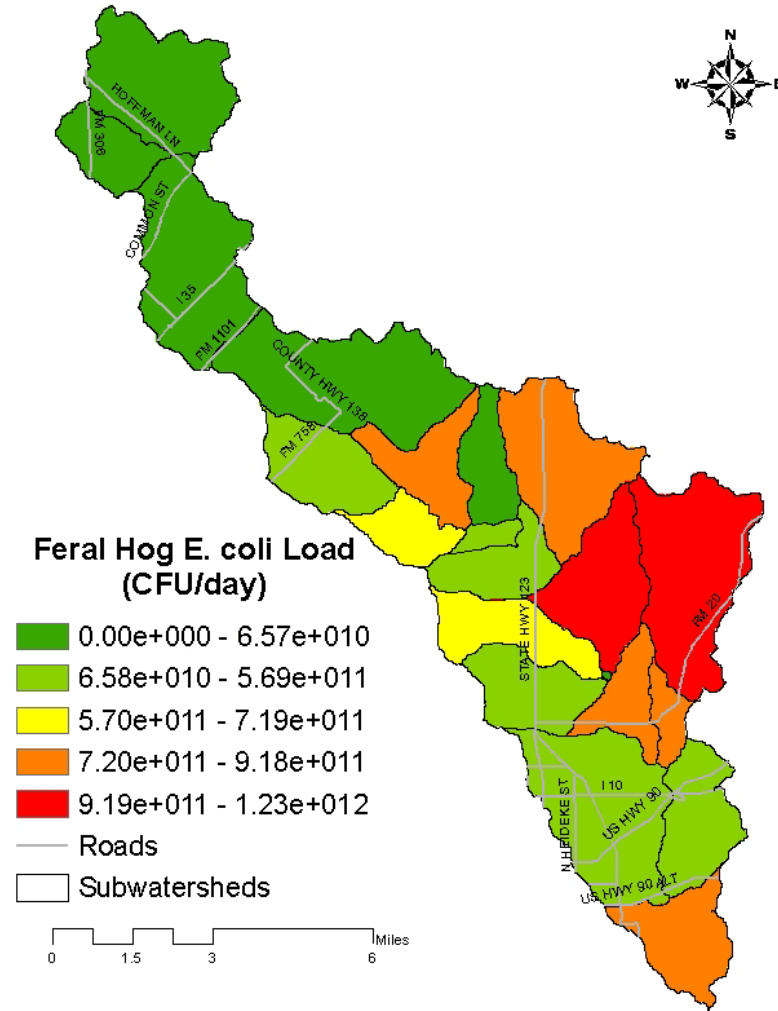 N
W E
S
HOFFMAN LN
FM 306
COMMON ST
I 35
FM 1101
COUNTY HWY 138
FM 758
Feral Hog E. coli Load
(CFU/day)
0.00e+000 - 6.57e+010
6.58e+010 - 5.69e+011
5.70e+011 - 7.19e+011
7.20e+011 - 9.18e+011
9.19e+011 - 1.23e+012
Roads
Subwatersheds
Miles
0 1.5 3 6
STATE HWY 123
RM 20
I 10
N HEIDEKE ST
US HWY 90
US HWY 90 ALT